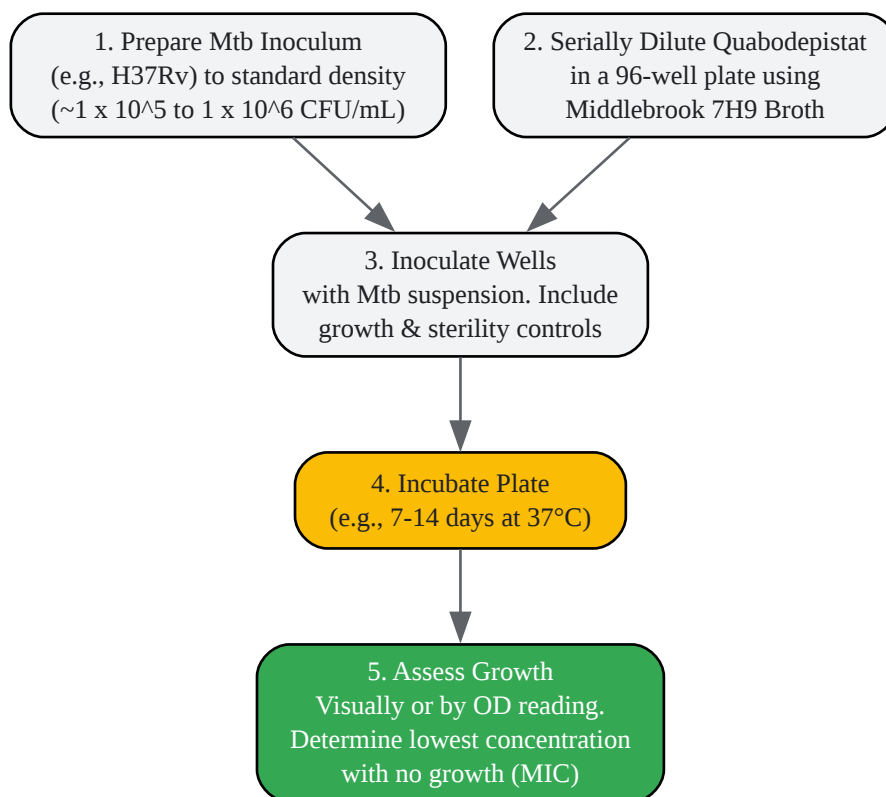 1. Prepare Mtb Inoculum
(e.g., H37Rv) to standard density
(~1 x 10^5 to 1 x 10^6 CFU/mL)
2. Serially Dilute Quabodepistat
in a 96-well plate using
Middlebrook 7H9 Broth
3. Inoculate Wells
with Mtb suspension. Include
growth & sterility controls
4. Incubate Plate
(e.g., 7-14 days at 37°C)
5. Assess Growth
Visually or by OD reading.
Determine lowest concentration
with no growth (MIC)